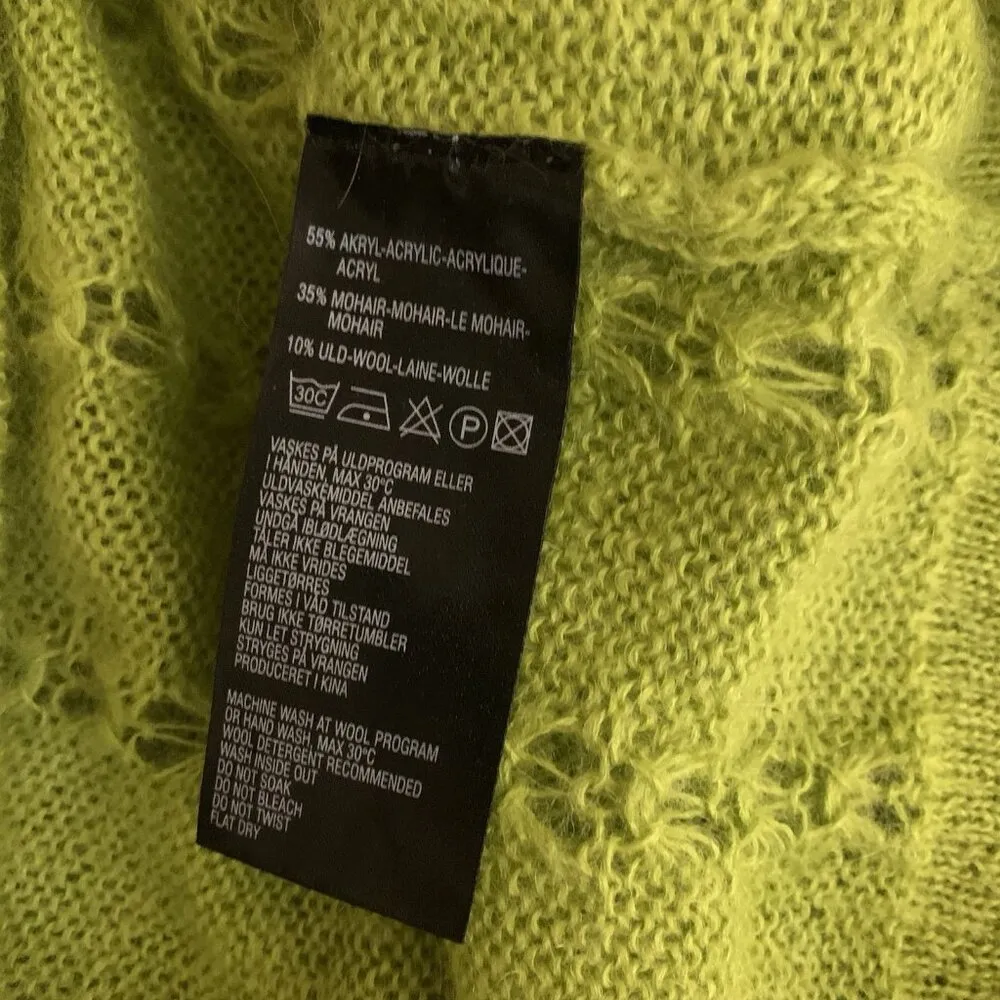 55% AKRYL-ACRYLIC-ACRYLIQUE-
ACRYL
35% MOHAIR-MOHAIR-LE MOHAIR-
MOHAIR
10% ULD-WOOL-LAINE-WOLLE
30C P
VASKES PÅ ULDPROGRAM ELLER
I HÅNDEN, MAX 30°C
ULDVASKEMIDDEL ANBEFALES
VASKES PÅ VRANGEN
UNDGÅ IBLØDLÆGNING
TÅLER IKKE BLEGEMIDDEL
MÅ IKKE VRIDES
LIGGETØRRES
FORMES I VÅD TILSTAND
BRUG IKKE TØRRETUMBLER
KUN LET STRYGNING
STRYGES PÅ VRANGEN
PRODUCERET I KINA
MACHINE WASH AT WOOL PROGRAM
OR HAND WASH, MAX 30°C
WOOL DETERGENT RECOMMENDED
WASH INSIDE OUT
DO NOT SOAK
DO NOT BLEACH
DO NOT TWIST
FLAT DRY